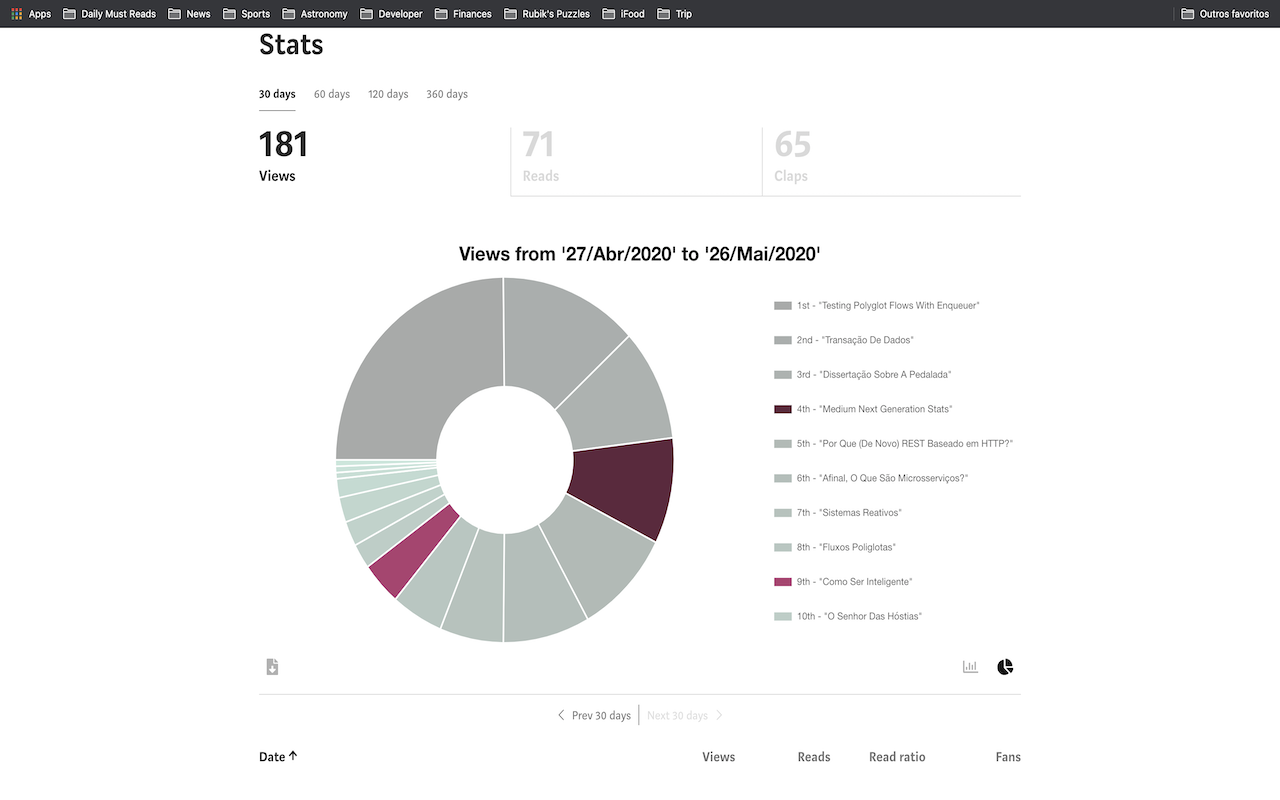 Apps Daily Must Reads News Sports Astronomy Developer Finances Rubik's Puzzles iFood Trip Outros favoritos
Stats
30 days 60 days 120 days 360 days
181 71 65
Views Reads Claps
Views from '27/Abr/2020' to '26/Mai/2020'
1st - "Testing Polyglot Flows With Enqueuer"
2nd - "Transação De Dados"
3rd - "Dissertação Sobre A Pedalada"
4th - "Medium Next Generation Stats"
5th - "Por Que (De Novo) REST Baseado em HTTP?"
6th - "Afinal, O Que São Microsserviços?"
7th - "Sistemas Reativos"
8th - "Fluxos Poliglotas"
9th - "Como Ser Inteligente"
10th - "O Senhor Das Hóstias"
Prev 30 days Next 30 days
Date Views Reads Read ratio Fans